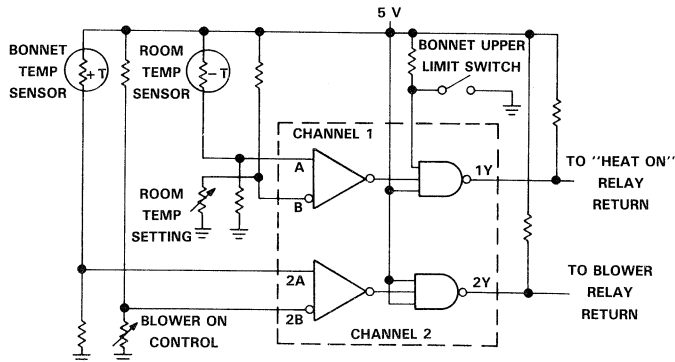 5 V
BONNET
TEMP
SENSOR
+T
ROOM
TEMP
SENSOR
-T
BONNET UPPER
LIMIT SWITCH
CHANNEL 1
A
B
1Y
TO "HEAT ON"
RELAY
RETURN
ROOM
TEMP
SETTING
2A
2B
2Y
TO BLOWER
RELAY
RETURN
BLOWER ON
CONTROL
CHANNEL 2